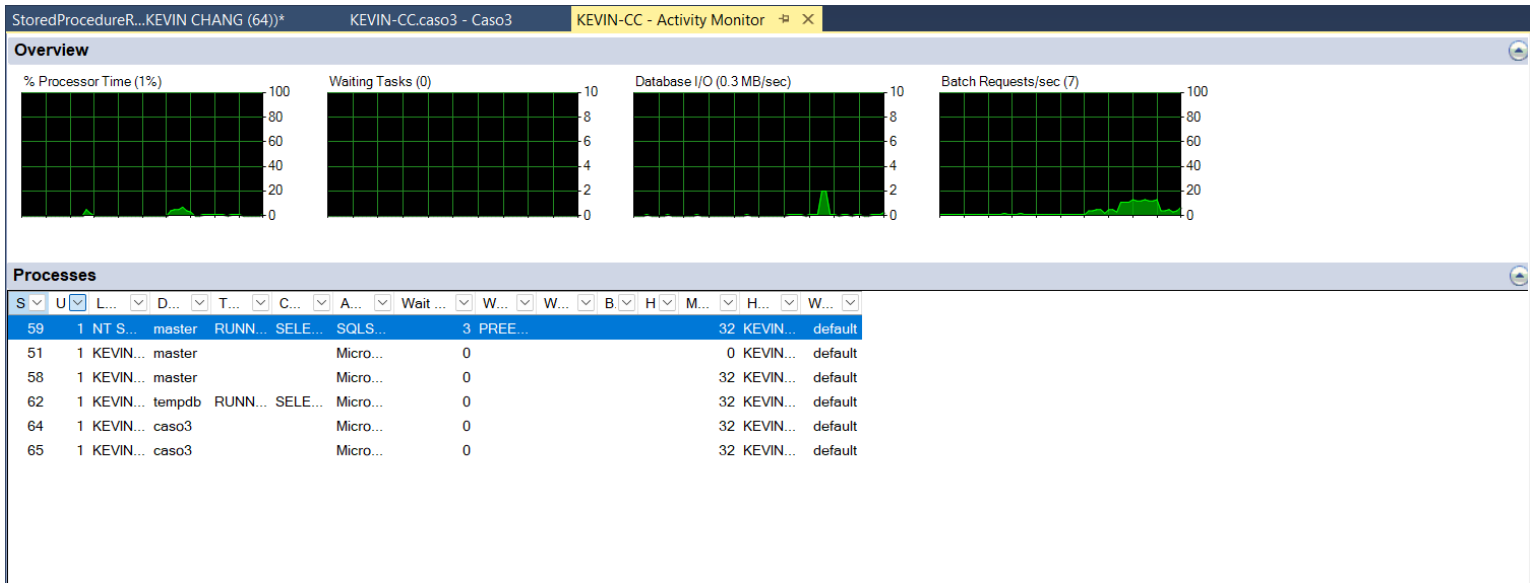 StoredProcedureR...KEVIN CHANG (64))* KEVIN-CC.caso3 - Caso3 KEVIN-CC - Activity Monitor
Overview
% Processor Time (1%) Waiting Tasks (0) Database I/O (0.3 MB/sec) Batch Requests/sec (7)
100 10 10 100
80 8 8 80
60 6 6 60
40 4 4 40
20 2 2 20
0 0 0 0
Processes
S U L... D... T... C... A... Wait ... W... W... B. H M... H... W...
59 1 NT S... master RUNN... SELE... SQLS... 3 PREE... 32 KEVIN... default
51 1 KEVIN... master Micro... 0 0 KEVIN... default
58 1 KEVIN... master Micro... 0 32 KEVIN... default
62 1 KEVIN... tempdb RUNN... SELE... Micro... 0 32 KEVIN... default
64 1 KEVIN... caso3 Micro... 0 32 KEVIN... default
65 1 KEVIN... caso3 Micro... 0 32 KEVIN... default